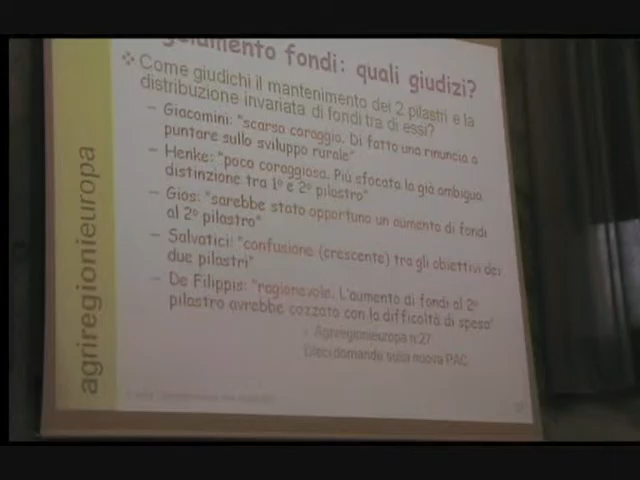 fondi: quali giudizi?
Come giudichi il mantenimento dei 2 pilastri e la
distribuzione invariata di fondi tra di essi?
– Giacomini: "scarso coraggio. Di fatto una rinuncia a
puntare sullo sviluppo rurale"
– Henke: "poco coraggiosa. Più sfocata la già ambigua
distinzione tra 1° e 2° pilastro"
– Gios: "sarebbe stato opportuno un aumento di fondi
al 2° pilastro"
– Salvatici: "confusione (crescente) tra gli obiettivi dei
due pilastri"
– De Filippis: "ragionevole. L'aumento di fondi al 2°
pilastro avrebbe cozzato con la difficoltà di spesa"
Agriregionieuropa n.27
Dieci domande sulla nuova PAC
agriregionieuropa